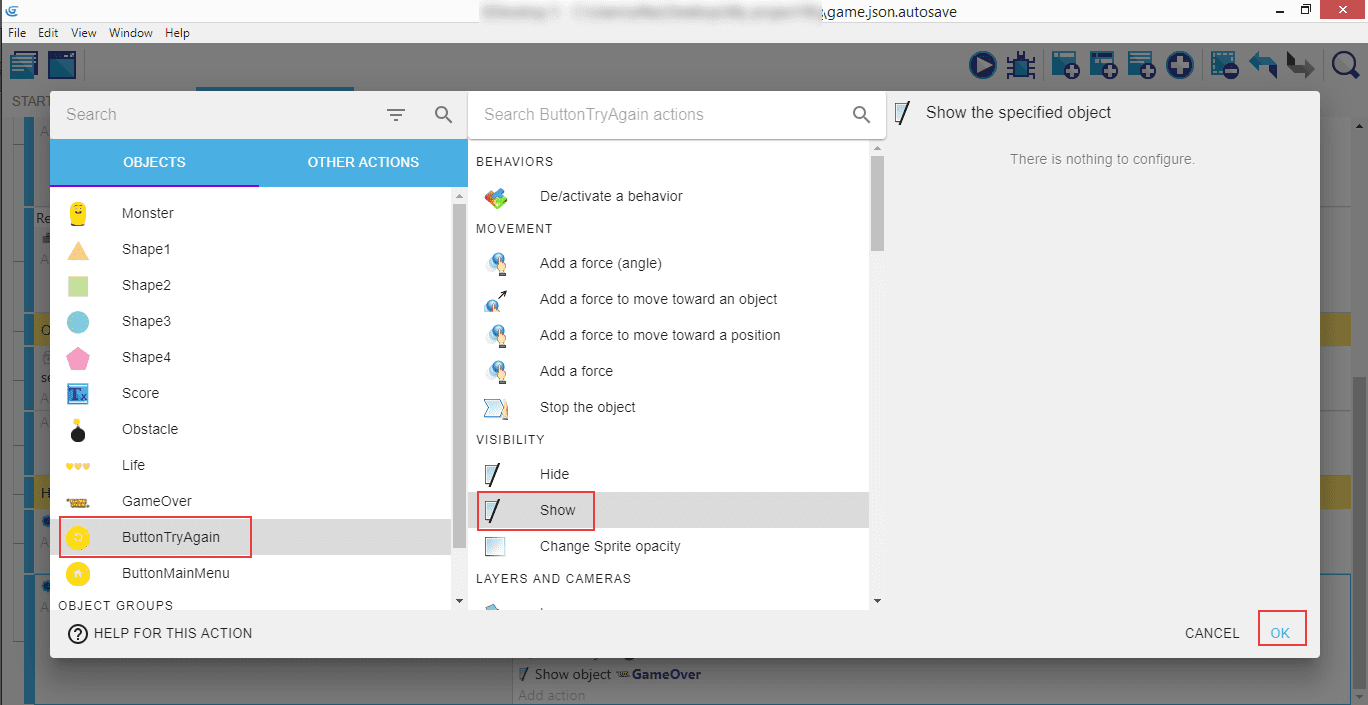 \game.json.autosave
File Edit View Window Help
START
Search
Search ButtonTryAgain actions
Show the specified object
OBJECTS OTHER ACTIONS
BEHAVIORS
There is nothing to configure.
De/activate a behavior
Monster
MOVEMENT
Shape1
Add a force (angle)
Shape2
Add a force to move toward an object
Shape3
Add a force to move toward a position
Shape4
Add a force
Score
Stop the object
Obstacle
VISIBILITY
Life
Hide
GameOver
Show
ButtonTryAgain
Change Sprite opacity
ButtonMainMenu
LAYERS AND CAMERAS
OBJECT GROUPS
HELP FOR THIS ACTION
CANCEL OK
Show object GameOver
Add action